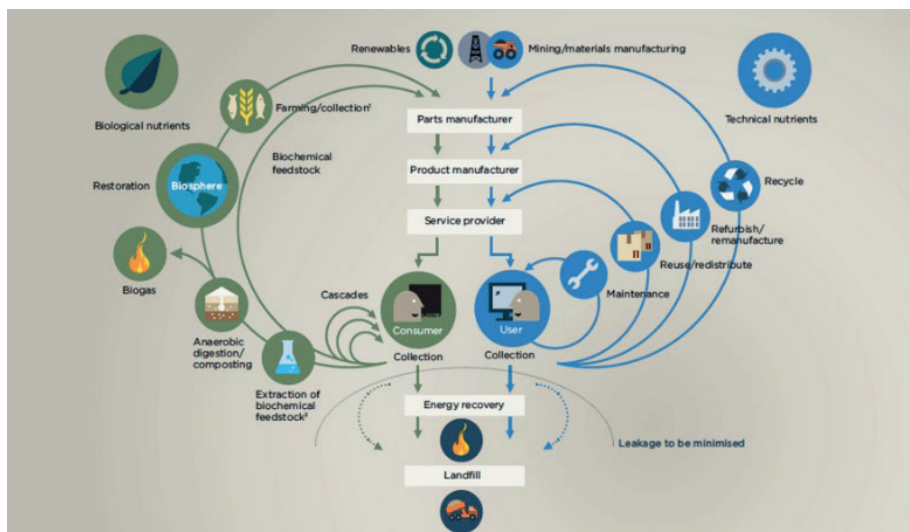 Renewables
Mining/materials manufacturing
Biological nutrients
Technical nutrients
Farming/collection¹
Parts manufacturer
Biochemical
feedstock
Product manufacturer
Restoration
Biosphere
Recycle
Service provider
Refurbish/
remanufacture
Reuse/redistribute
Biogas
Cascades
Maintenance
Consumer
User
Anaerobic
digestion/
composting
Collection
Collection
Extraction of
biochemical
feedstock²
Energy recovery
Leakage to be minimised
Landfill